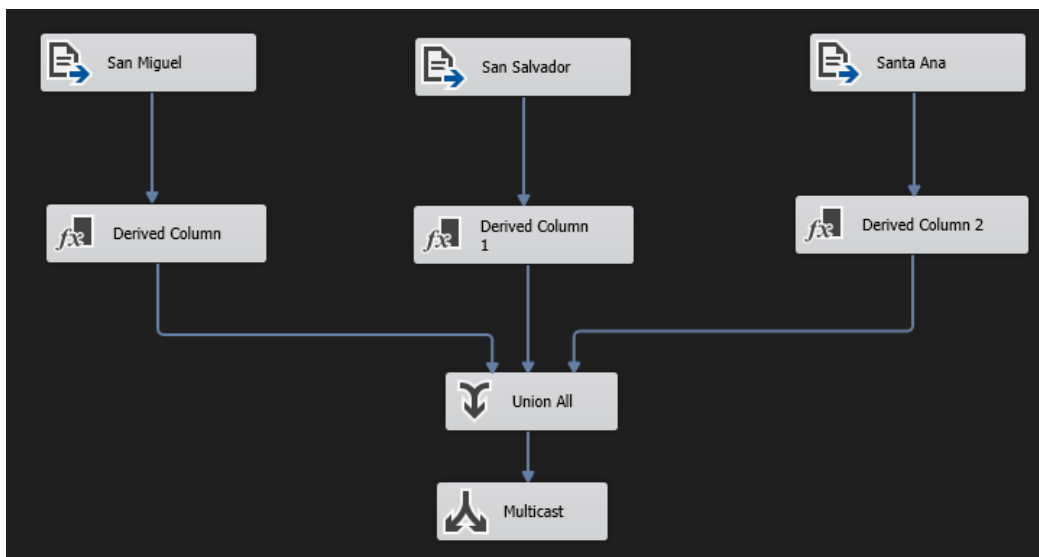 San Miguel
San Salvador
Santa Ana
Derived Column
Derived Column
1
Derived Column 2
Union All
Multicast